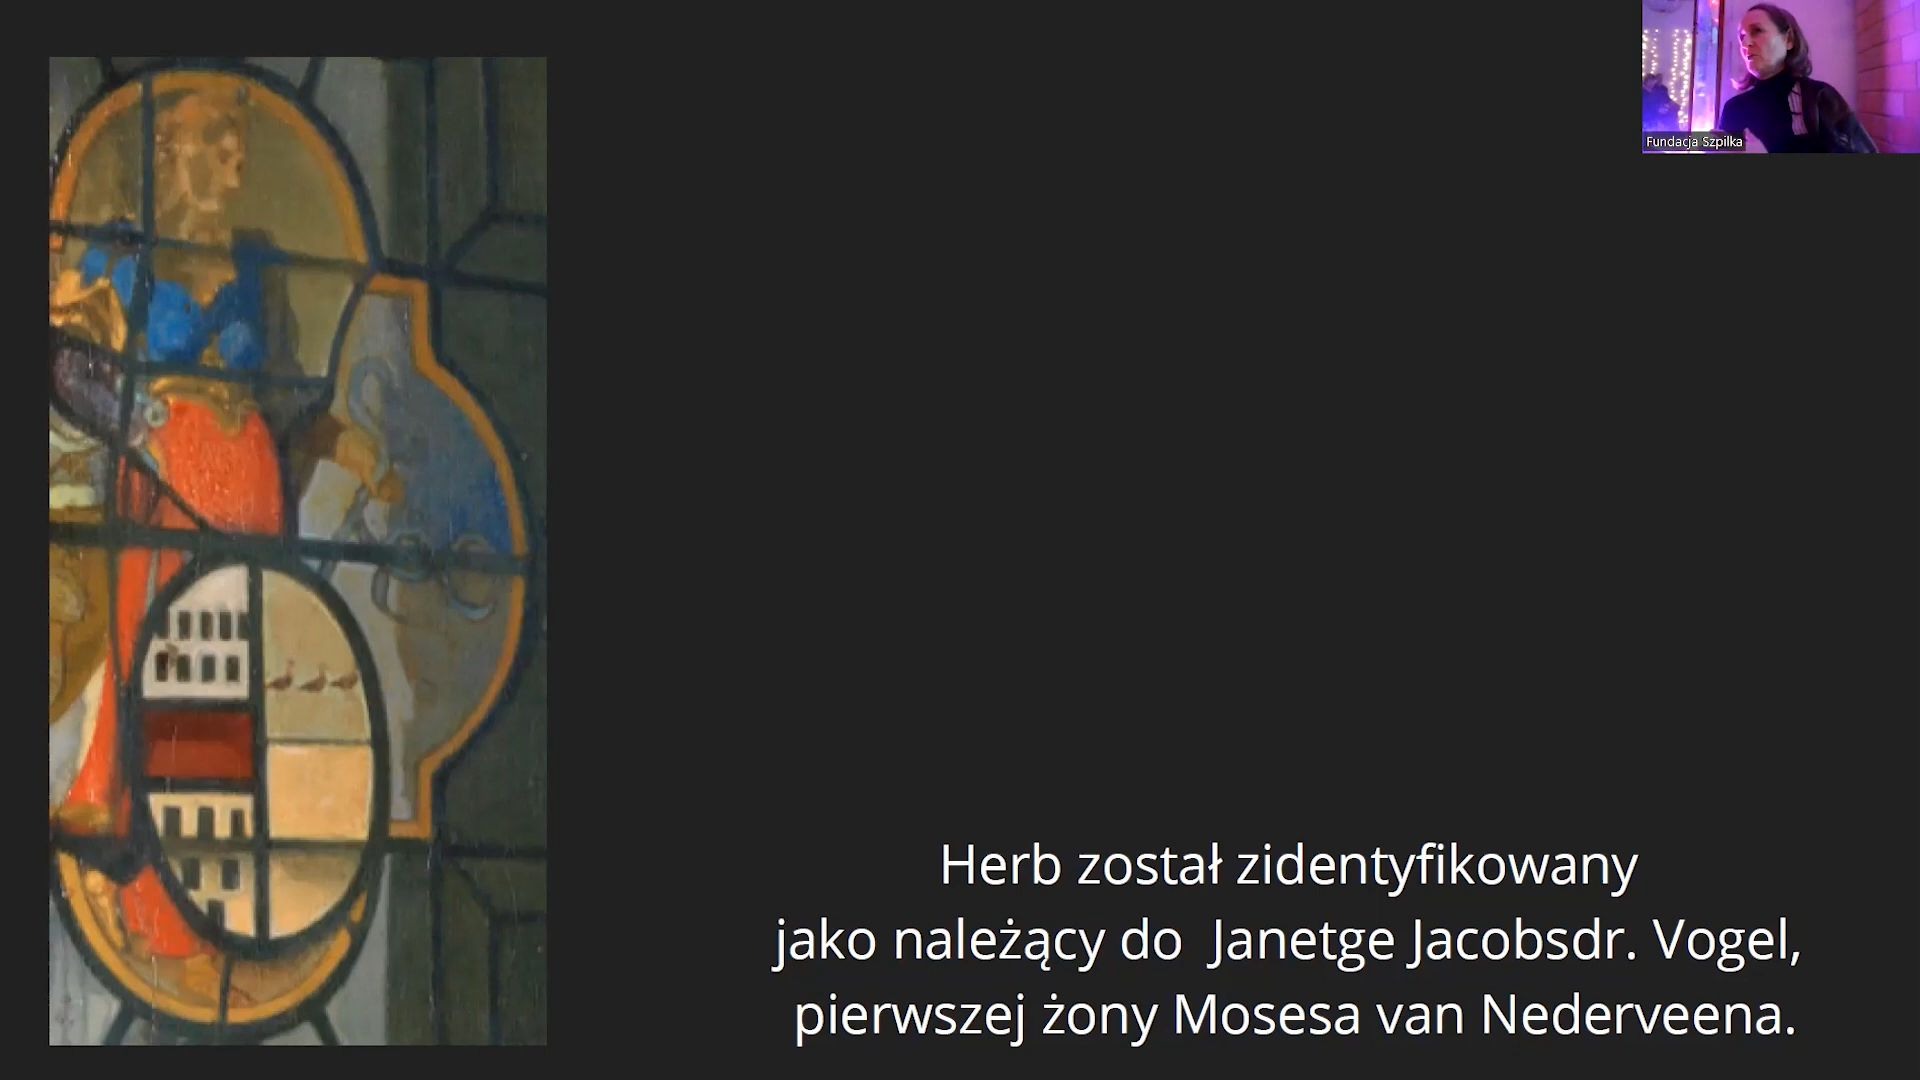 Fundacja Szpilka
Herb został zidentyfikowany
jako należący do  Janetge Jacobsdr. Vogel,
pierwszej żony Mosesa van Nederveena.